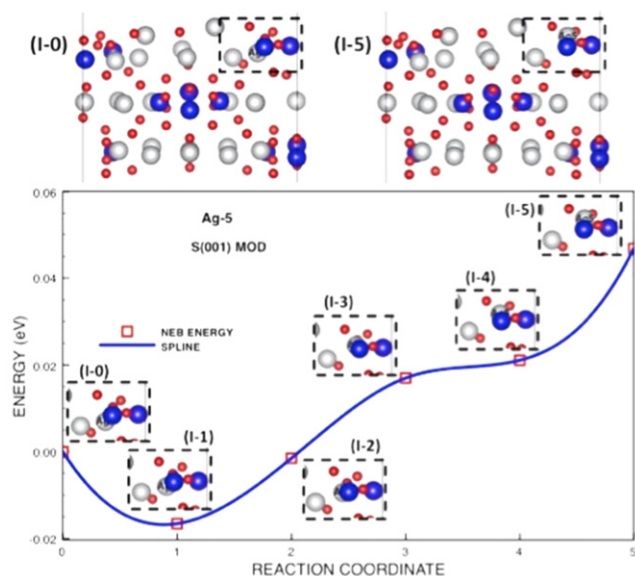 (I-0)
(I-5)
Ag-5
S(001) MOD
NEB ENERGY
SPLINE
(I-0)
(I-1)
(I-2)
(I-3)
(I-4)
(I-5)
ENERGY (eV)
0.06
0.04
0.02
0.00
-0.02
0
1
2
3
4
5
REACTION COORDINATE